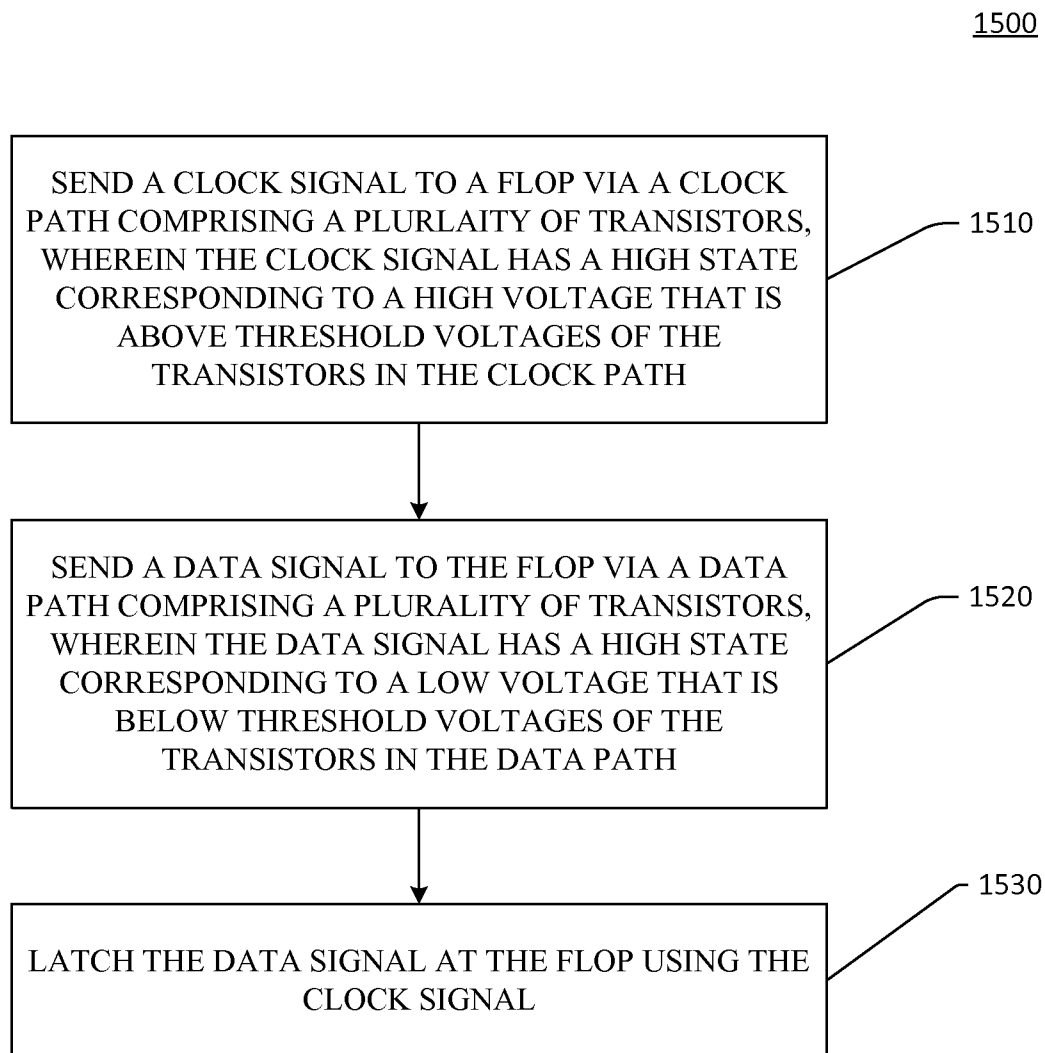 1500
SEND A CLOCK SIGNAL TO A FLOP VIA A CLOCK
PATH COMPRISING A PLURLAITY OF TRANSISTORS,
WHEREIN THE CLOCK SIGNAL HAS A HIGH STATE
CORRESPONDING TO A HIGH VOLTAGE THAT IS
ABOVE THRESHOLD VOLTAGES OF THE
TRANSISTORS IN THE CLOCK PATH
1510
SEND A DATA SIGNAL TO THE FLOP VIA A DATA
PATH COMPRISING A PLURALITY OF TRANSISTORS,
WHEREIN THE DATA SIGNAL HAS A HIGH STATE
CORRESPONDING TO A LOW VOLTAGE THAT IS
BELOW THRESHOLD VOLTAGES OF THE
TRANSISTORS IN THE DATA PATH
1520
LATCH THE DATA SIGNAL AT THE FLOP USING THE
CLOCK SIGNAL
1530